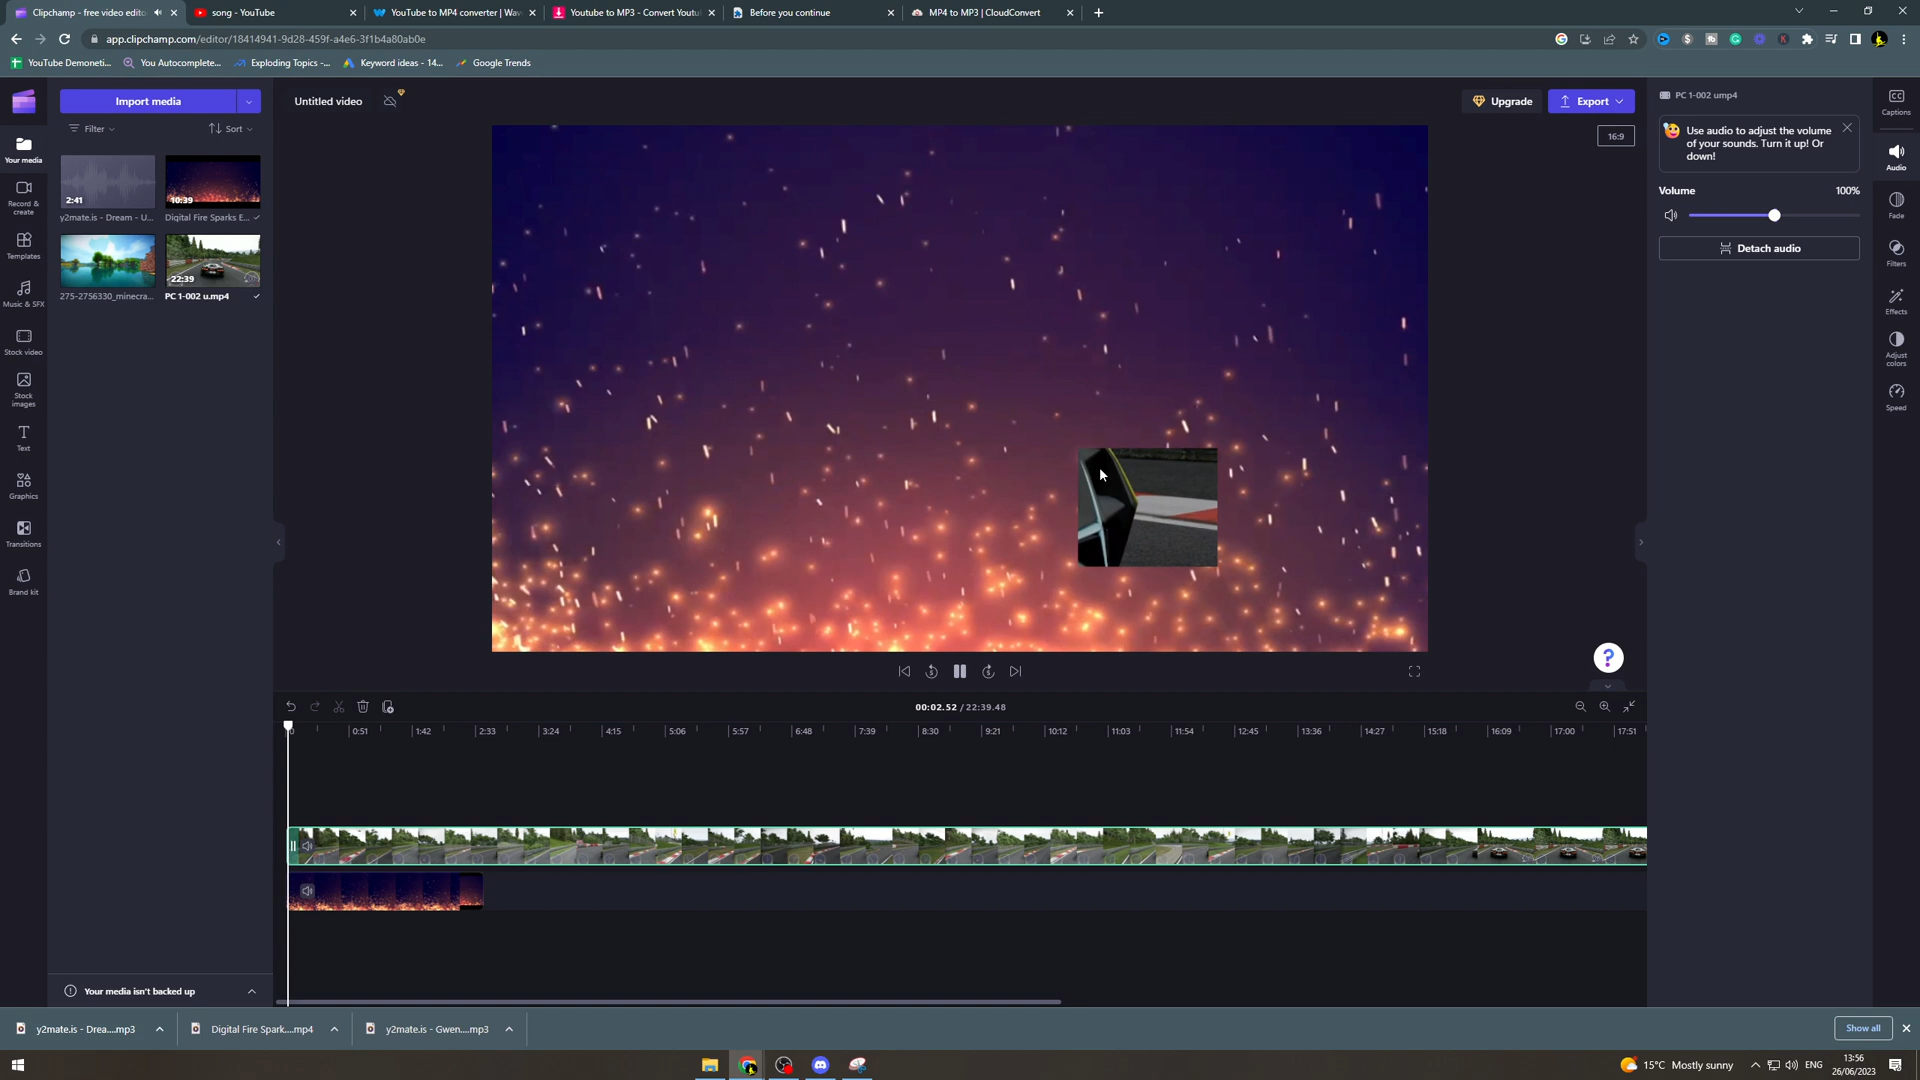 Clipchamp - free video edito
song - YouTube
YouTube to MP4 converter | Wav
Youtube to MP3 - Convert Youtu
Before you continue
MP4 to MP3 | CloudConvert
app.clipchamp.com/editor/18414941-9d28-459f-a4e6-3f1b4a80ab0e
YouTube Demoneti...
You Autocomplete...
Exploding Topics -...
Keyword ideas - 14...
Google Trends
Import media
Untitled video
Upgrade
Export
PC 1-002 ump4
Captions
Filter
Sort
Use audio to adjust the volume
of your sounds. Turn it up! Or
down!
16:9
Your media
Audio
2:41
10:39
y2mate.is - Dream - U...
Digital Fire Sparks E...
Volume
100%
Record &
create
Fade
Detach audio
Templates
Filters
22:39
275-2756330_minecra...
PC 1-002 u.mp4
Music & SFX
Effects
Stock video
Adjust
colors
Stock
images
Speed
Text
Graphics
Transitions
Brand kit
?
00:02.52 / 22:39.48
0
0:51
1:42
2:33
3:24
4:15
5:06
5:57
6:48
7:39
8:30
9:21
10:12
11:03
11:54
12:45
13:36
14:27
15:18
16:09
17:00
17:51
Your media isn't backed up
y2mate.is - Drea....mp3
Digital Fire Spark....mp4
y2mate.is - Gwen....mp3
Show all
15°C Mostly sunny
ENG
13:56
26/06/2023